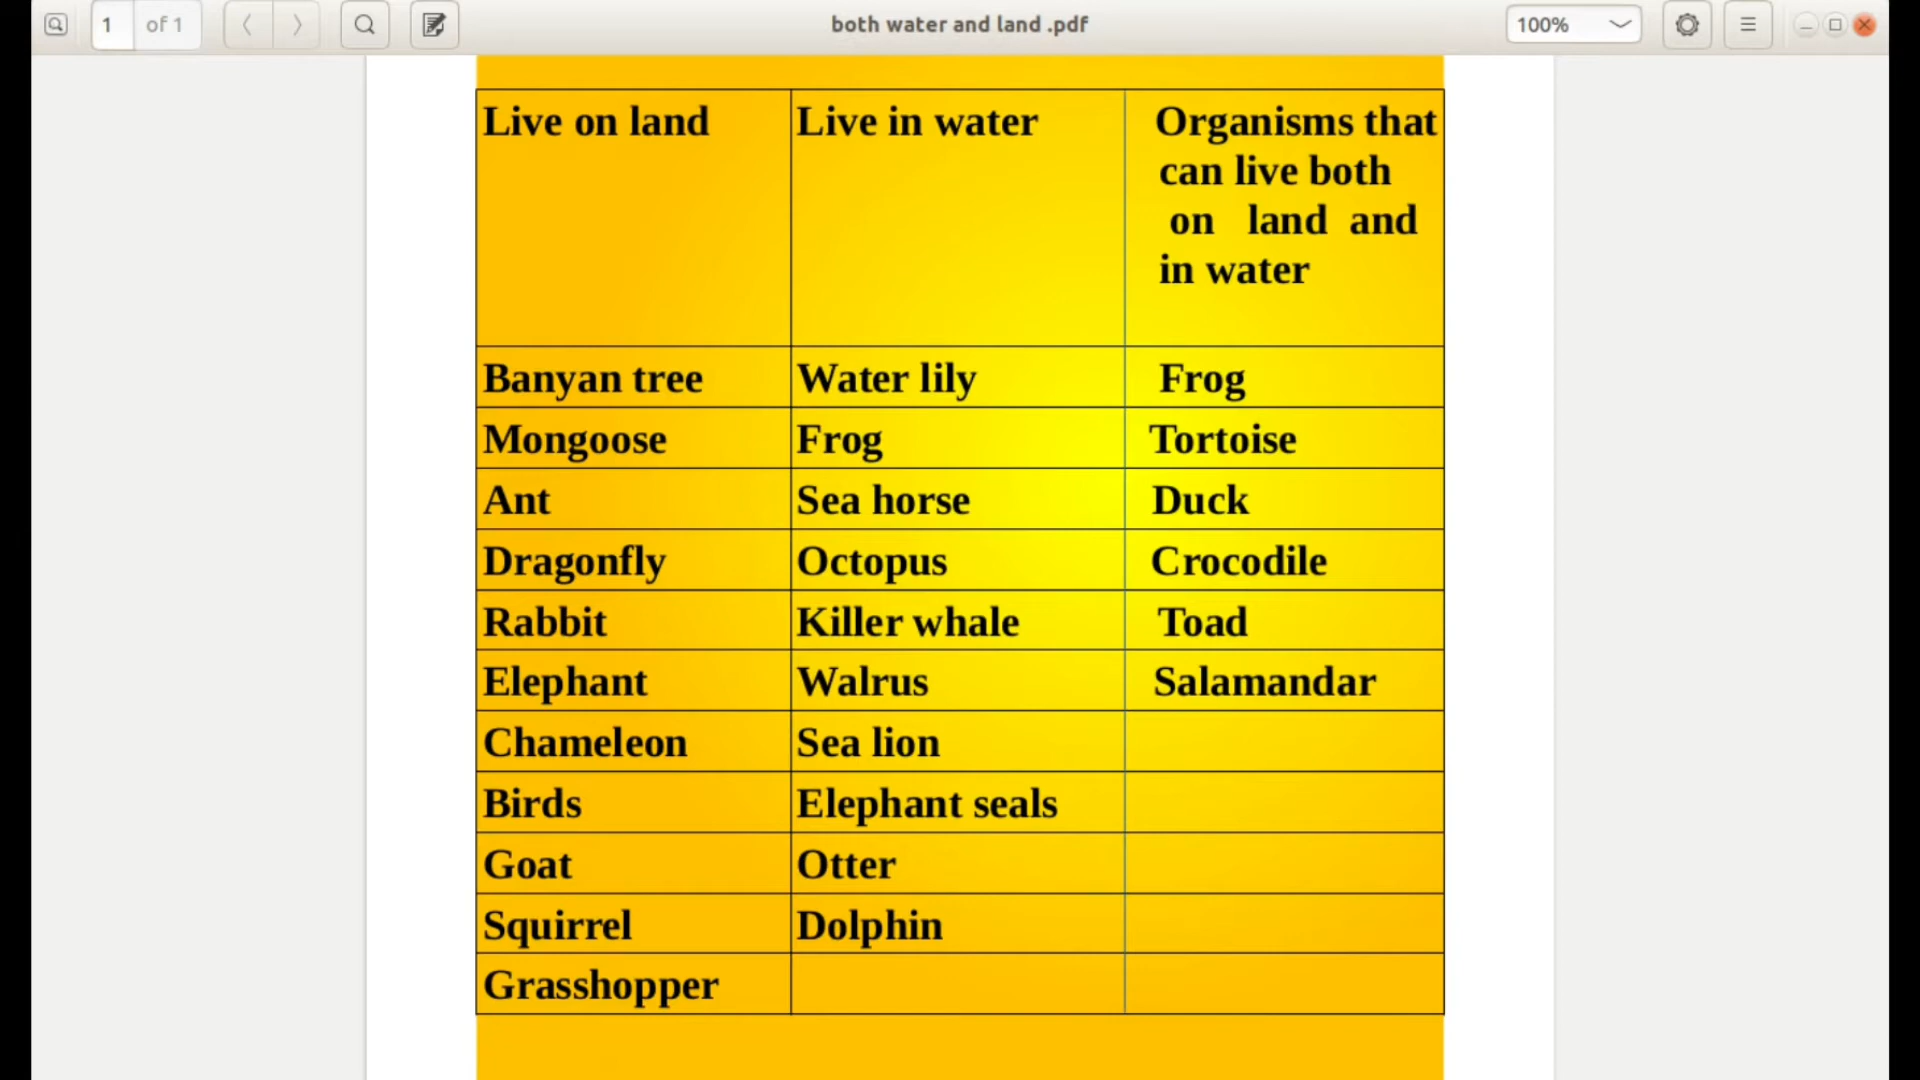 1 of 1
both water and land .pdf
100%
Live on land Live in water Organisms that
can live both
on land and
in water
Banyan tree Water lily Frog
Mongoose Frog Tortoise
Ant Sea horse Duck
Dragonfly Octopus Crocodile
Rabbit Killer whale Toad
Elephant Walrus Salamandar
Chameleon Sea lion
Birds Elephant seals
Goat Otter
Squirrel Dolphin
Grasshopper